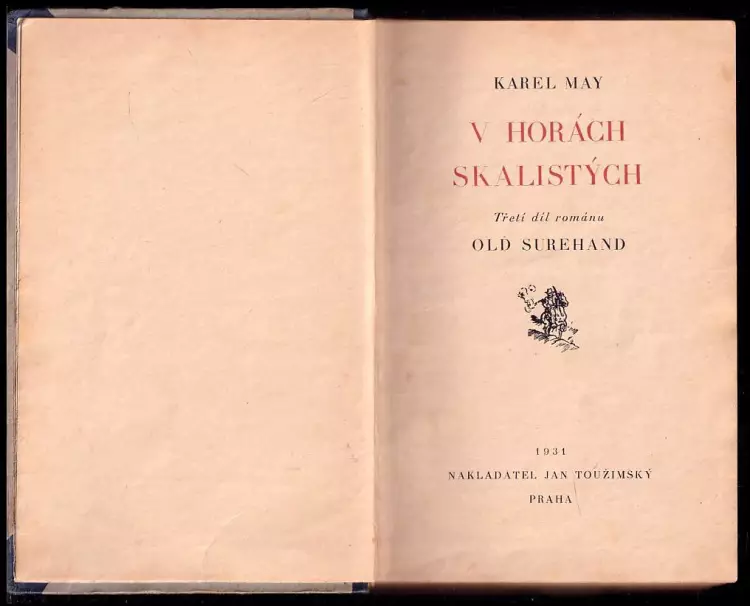 KAREL MAY
V HORÁCH
SKALISTÝCH
Třetí díl románu
OLD SUREHAND
1931
NAKLADATEL JAN TOUŽIMSKÝ
PRAHA